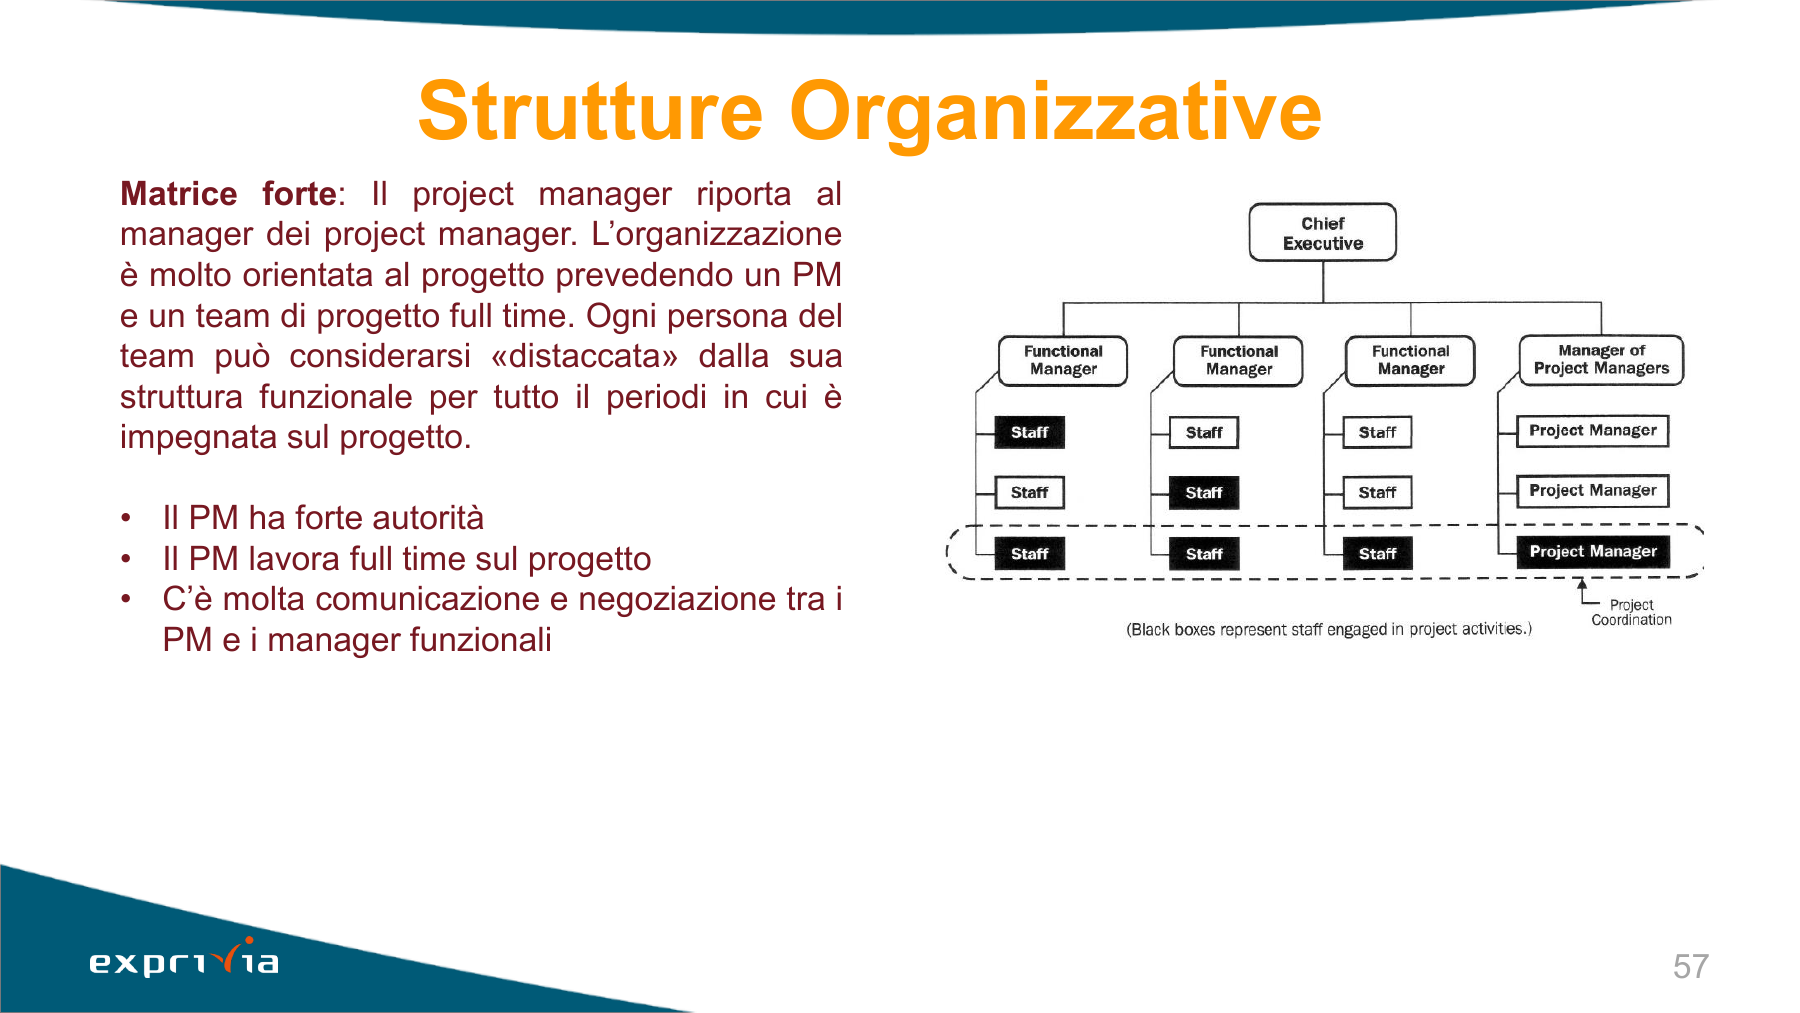 Strutture Organizzative
Matrice forte: Il project manager riporta al
manager dei project manager. L’organizzazione
è molto orientata al progetto prevedendo un PM
e un team di progetto full time. Ogni persona del
team può considerarsi «distaccata» dalla sua
struttura funzionale per tutto il periodi in cui è
impegnata sul progetto.
• Il PM ha forte autorità
• Il PM lavora full time sul progetto
• C’è molta comunicazione e negoziazione tra i
PM e i manager funzionali
Chief
Executive
Functional
Manager
Functional
Manager
Functional
Manager
Manager of
Project Managers
Staff
Staff
Staff
Project Manager
Staff
Staff
Staff
Project Manager
Staff
Staff
Staff
Project Manager
Project
Coordination
(Black boxes represent staff engaged in project activities.)
exprivia
57